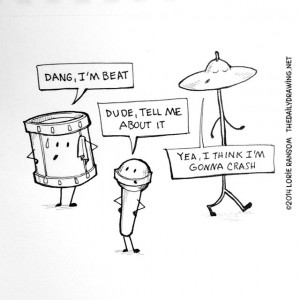 DANG, I'M BEAT
DUDE, TELL ME
ABOUT IT
YEA, I THINK I'M
GONNA CRASH
©2014 LORIE RANSOM THEDAILYDRAWING.NET